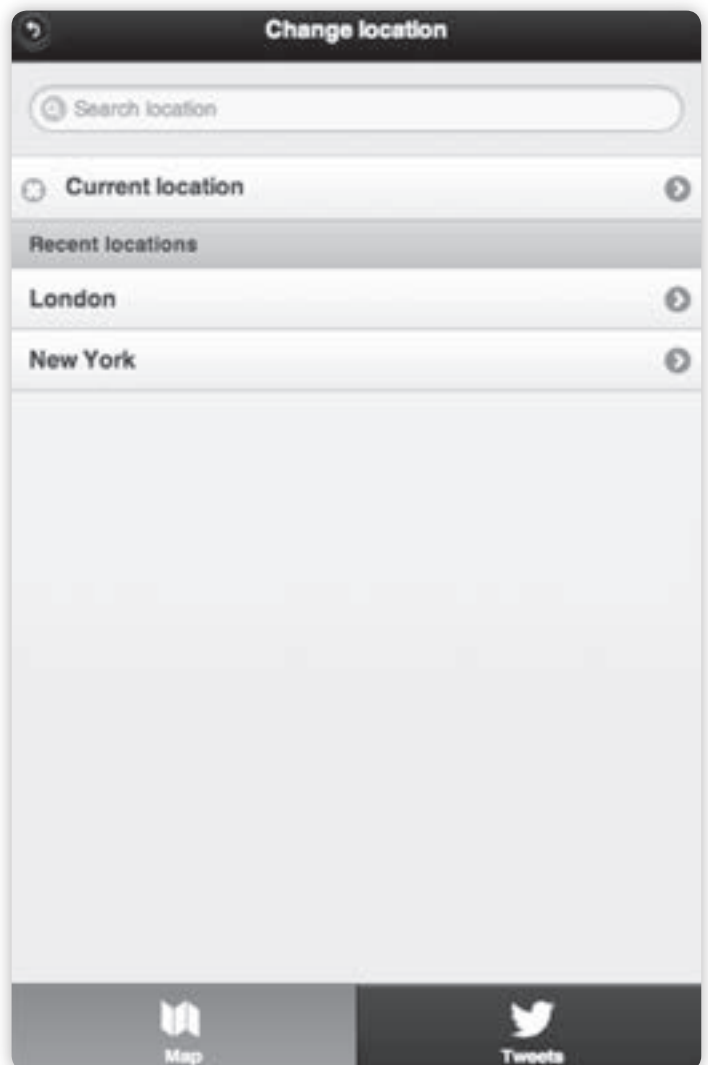 Change location
Search location
Current location
Recent locations
London
New York
Map
Tweets